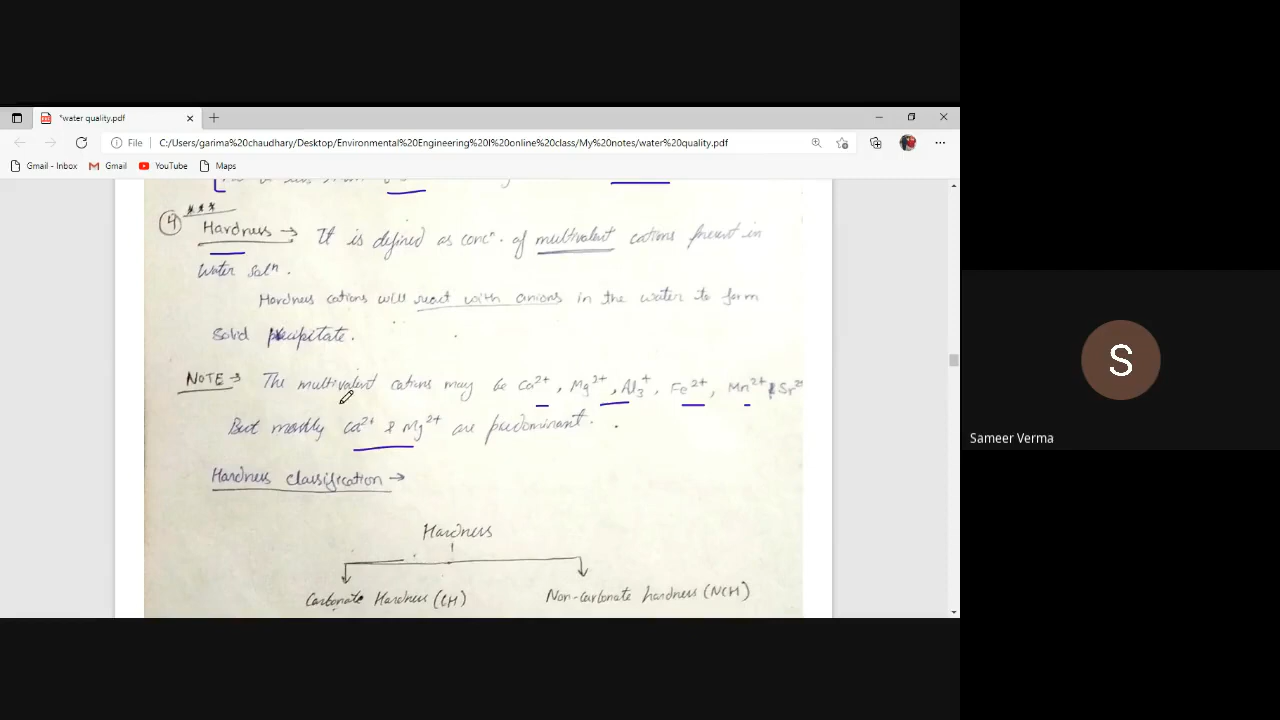 *water quality.pdf
File C:/Users/garima%20chaudhary/Desktop/Environmental%20Engineering%20I%20online%20class/My%20notes/water%20quality.pdf
Gmail - Inbox Gmail YouTube Maps
4 ***
Hardness → It is defined as concⁿ. of multivalent cations present in
Water solⁿ.
Hardness cations will react with anions in the water to form
Solid precipitate.
NOTE → The multivalent cations may be Ca²⁺, Mg²⁺, Al₃⁺, Fe²⁺, Mn²⁺ & Sr²⁺
But mostly Ca²⁺ & Mg²⁺ are predominant.
Hardness classification →
Hardness
Carbonate Hardness (CH) Non-carbonate hardness (NCH)
S
Sameer Verma